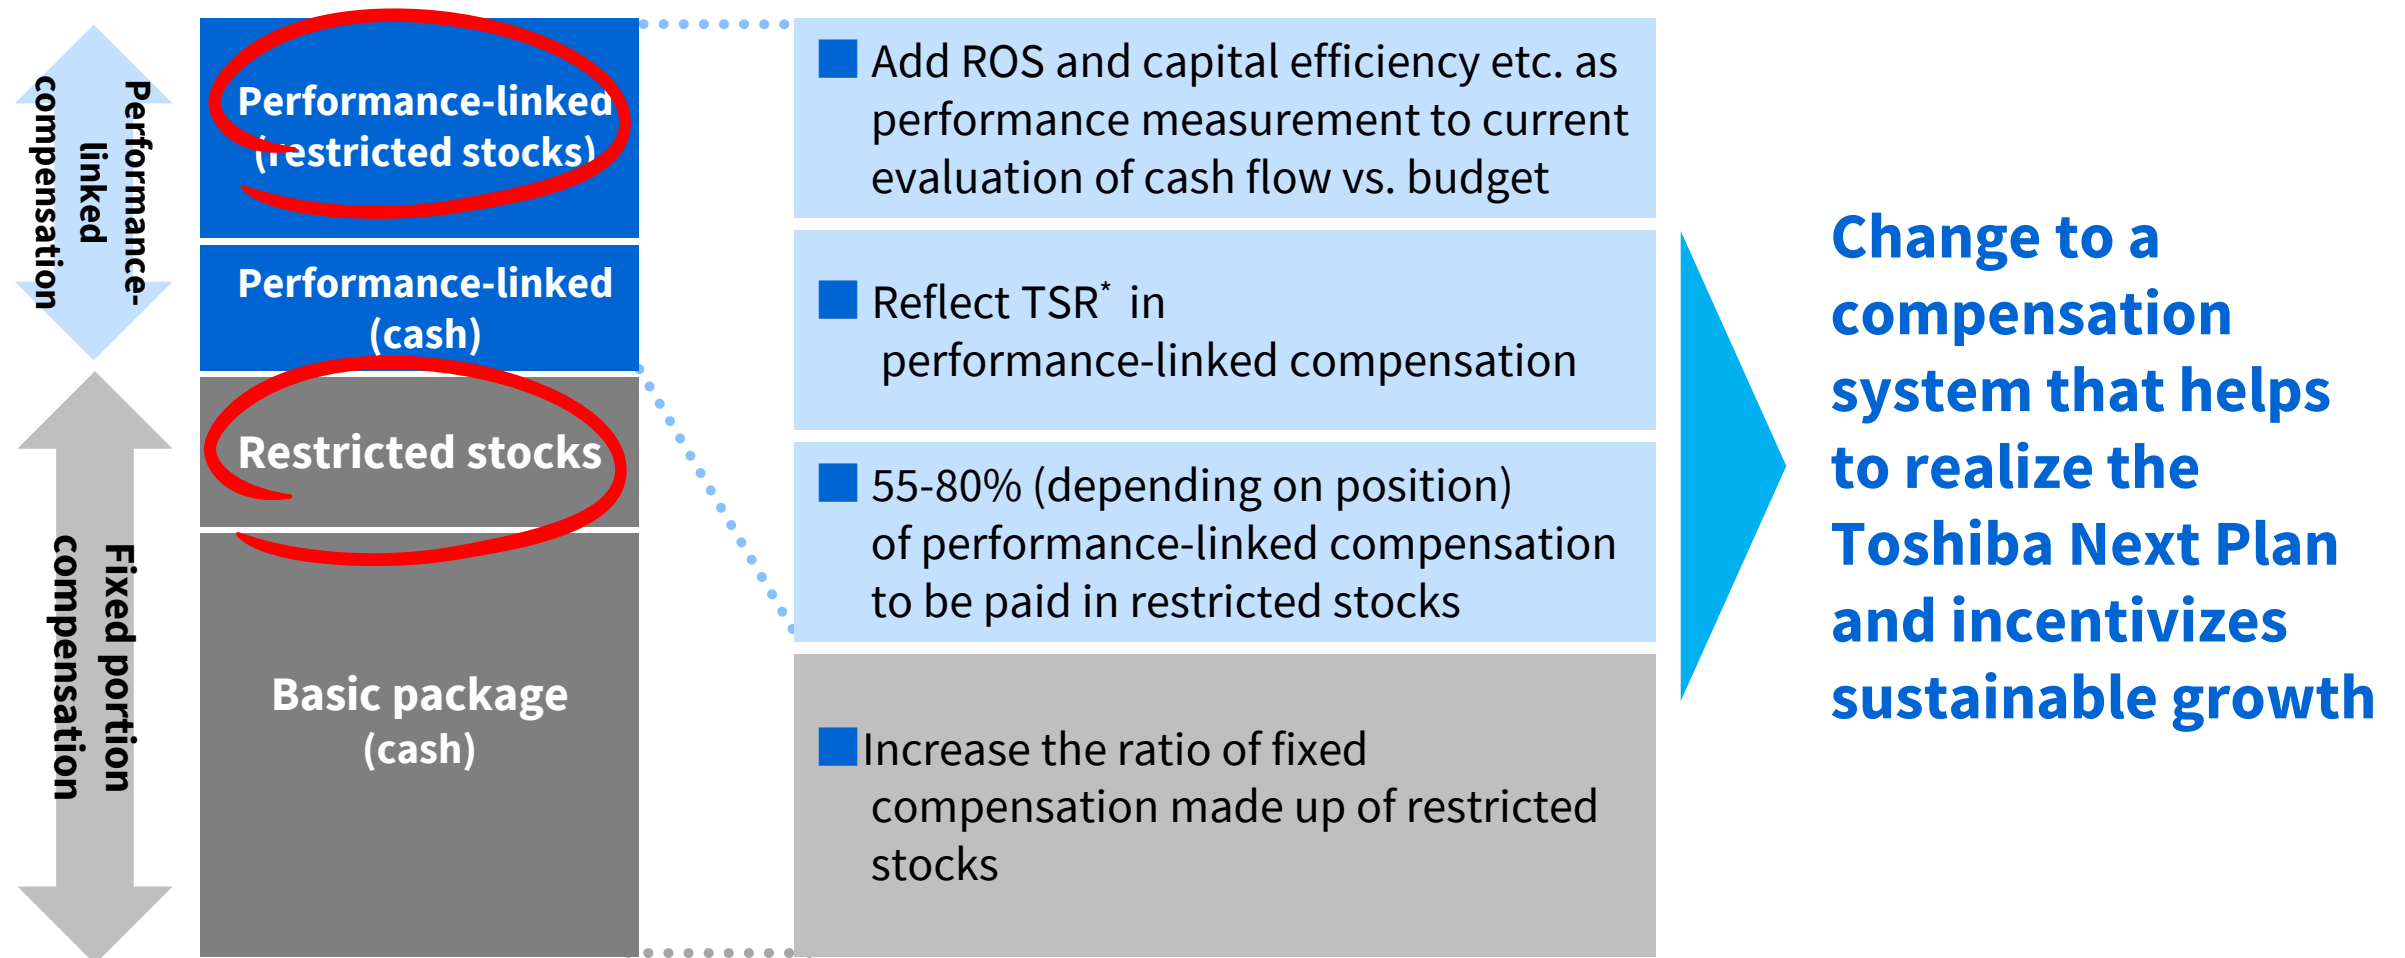 Performance-
linked
compensation
Fixed portion
compensation
Performance-linked
(restricted stocks)
Performance-linked
(cash)
Restricted stocks
Basic package
(cash)
Add ROS and capital efficiency etc. as
performance measurement to current
evaluation of cash flow vs. budget
Reflect TSR* in
performance-linked compensation
55-80% (depending on position)
of performance-linked compensation
to be paid in restricted stocks
Increase the ratio of fixed
compensation made up of restricted
stocks
Change to a
compensation
system that helps
to realize the
Toshiba Next Plan
and incentivizes
sustainable growth